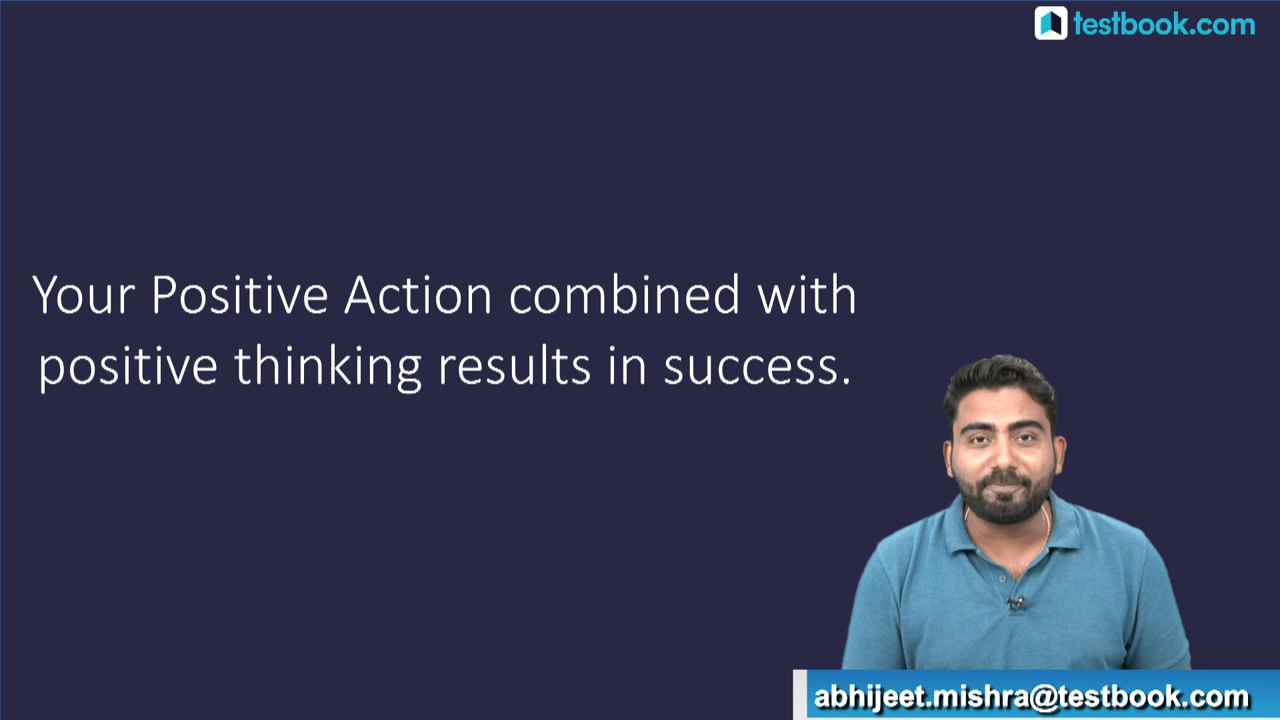 testbook.com
Your Positive Action combined with
positive thinking results in success.
abhijeet.mishra@testbook.com